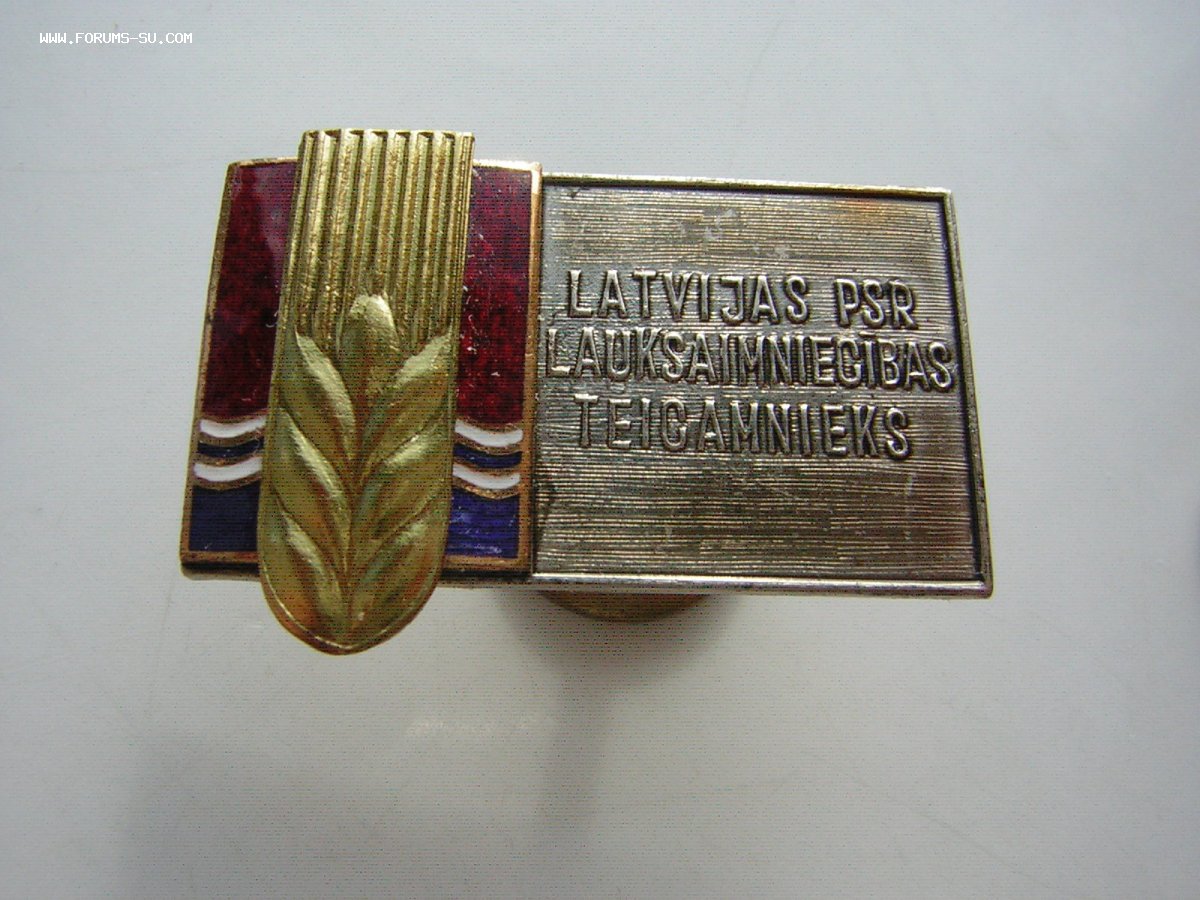 WWW.FORUMS-SU.COM
LATVIJAS PSR
LAUKSAIMNIECĪBAS
TEICAMNIEKS